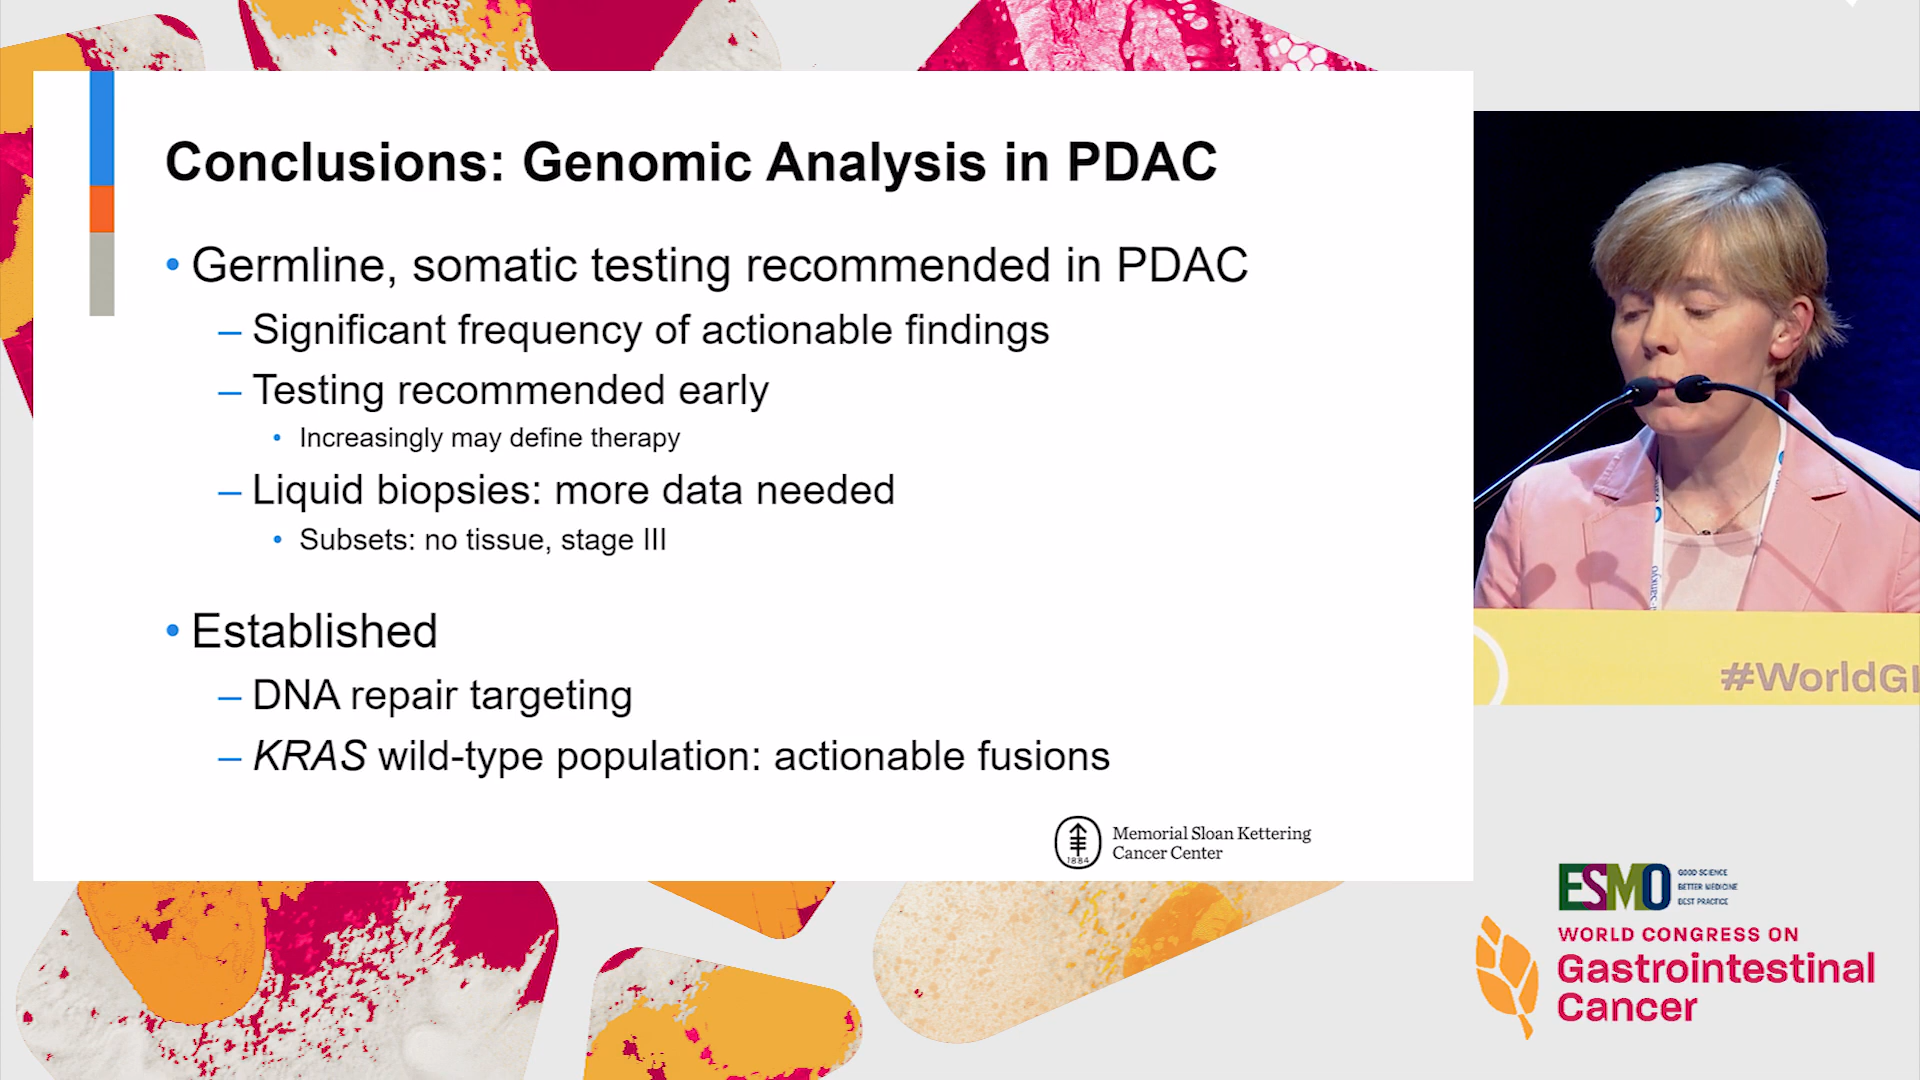 Conclusions: Genomic Analysis in PDAC
• Germline, somatic testing recommended in PDAC
– Significant frequency of actionable findings
– Testing recommended early
• Increasingly may define therapy
– Liquid biopsies: more data needed
• Subsets: no tissue, stage III
• Established
– DNA repair targeting
– KRAS wild-type population: actionable fusions
1884
Memorial Sloan Kettering
Cancer Center
#WorldGI
ESMO
GOOD SCIENCE
BETTER MEDICINE
BEST PRACTICE
WORLD CONGRESS ON
Gastrointestinal
Cancer